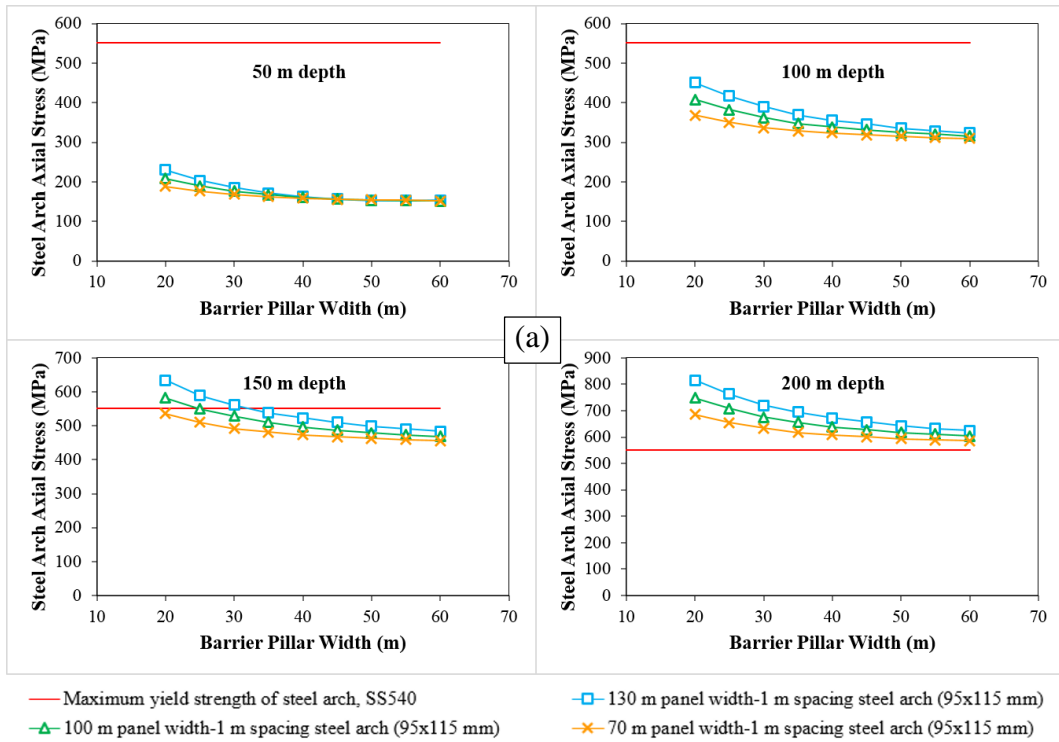 Steel Arch Axial Stress (MPa)
600
500
400
300
200
100
0
50 m depth
10 20 30 40 50 60 70
Barrier Pillar Wdith (m)
Steel Arch Axial Stress (MPa)
600
500
400
300
200
100
0
100 m depth
10 20 30 40 50 60 70
Barrier Pillar Width (m)
(a)
Steel Arch Axial Stress (MPa)
700
600
500
400
300
200
100
0
150 m depth
10 20 30 40 50 60 70
Barrier Pillar Width (m)
Steel Arch Axial Stress (MPa)
900
800
700
600
500
400
300
200
100
0
200 m depth
10 20 30 40 50 60 70
Barrier Pillar Width (m)
Maximum yield strength of steel arch, SS540
130 m panel width-1 m spacing steel arch (95x115 mm)
100 m panel width-1 m spacing steel arch (95x115 mm)
70 m panel width-1 m spacing steel arch (95x115 mm)